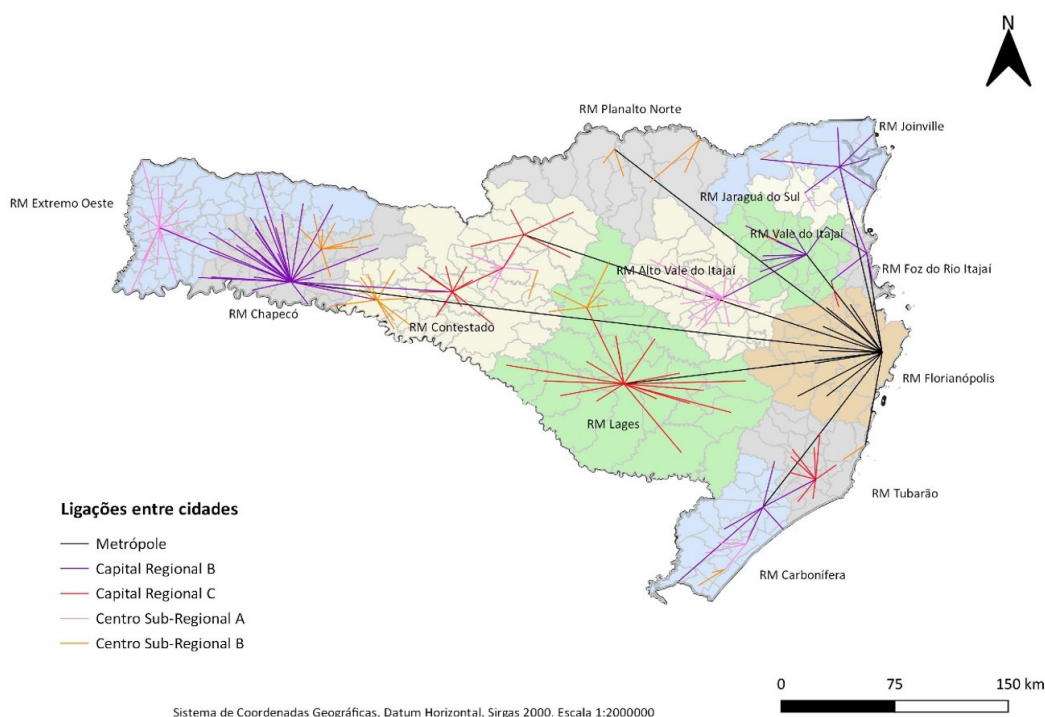 N
RM Planalto Norte
RM Joinville
RM Jaraguá do Sul
RM Extremo Oeste
RM Vale do Itajaí
RM Alto Vale do Itajaí
RM Foz do Rio Itajaí
RM Chapecó
RM Contestado
RM Florianópolis
RM Lages
RM Tubarão
RM Carbonífera
Ligações entre cidades
Metrópole
Capital Regional B
Capital Regional C
Centro Sub-Regional A
Centro Sub-Regional B
0 75 150 km
Sistema de Coordenadas Geográficas. Datum Horizontal. Sirgas 2000. Escala 1:2000000